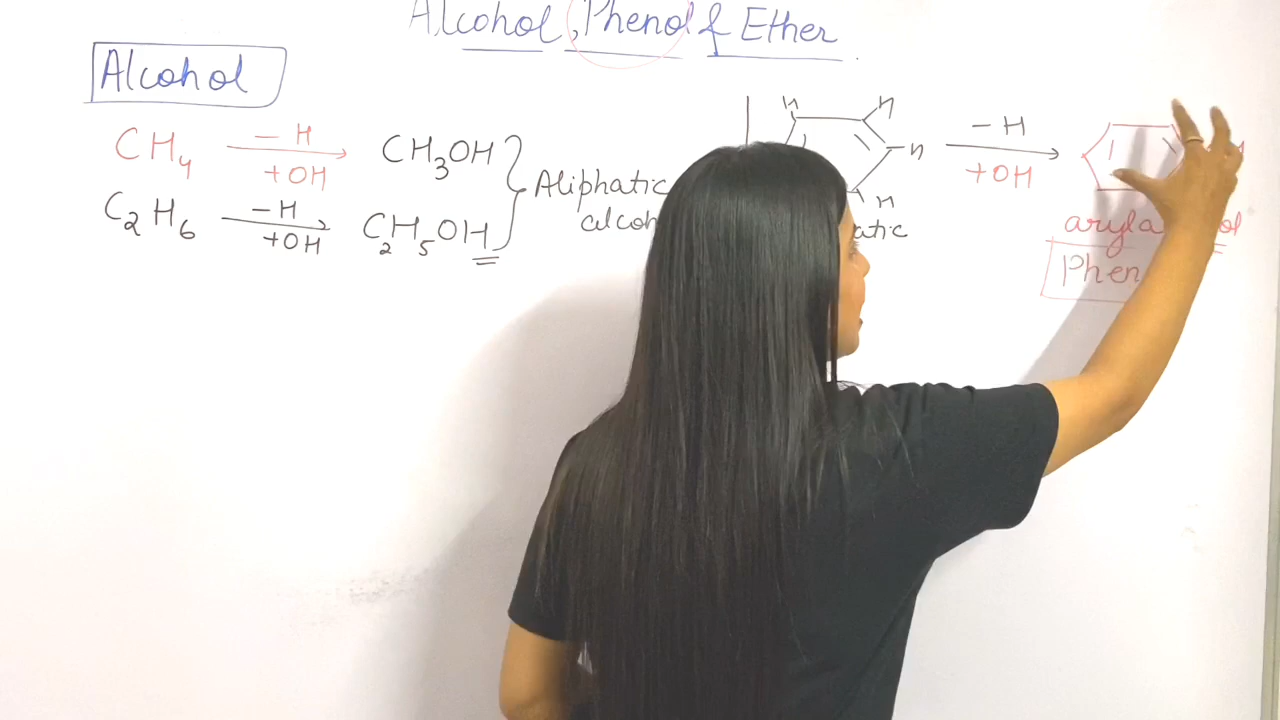 Alcohol, Phenol & Ether
Alcohol
CH₄ −H +OH CH₃OH
C₂H₆ −H +OH C₂H₅OH
Aliphatic
H H H H
−H +OH